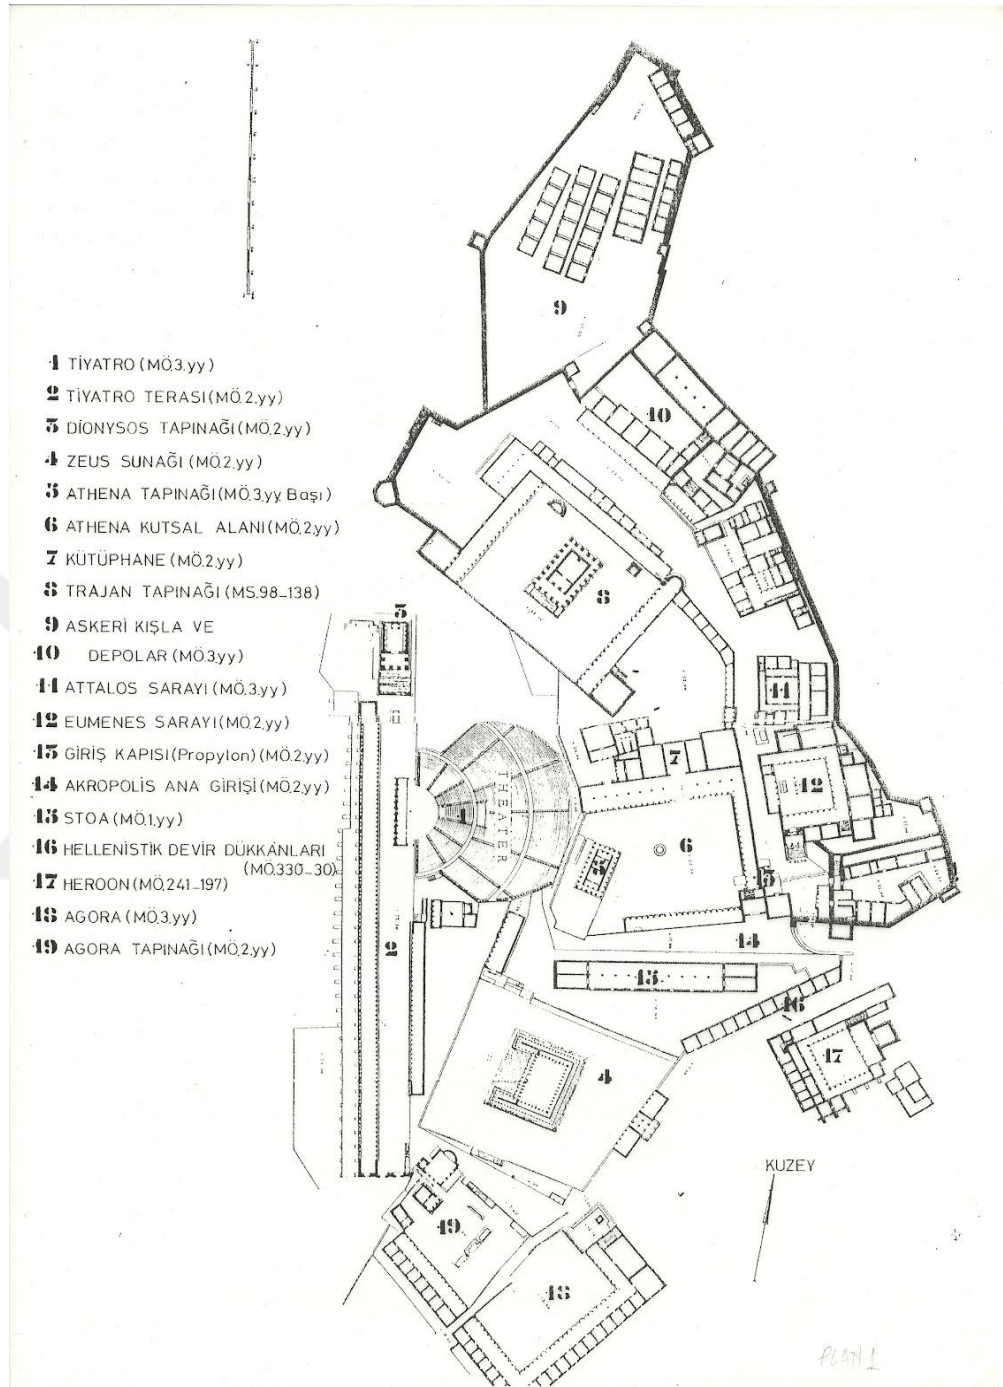 1 TİYATRO (MÖ.3.yy)
2 TİYATRO TERASI (MÖ.2.yy)
3 DİONYSOS TAPINAĞI (MÖ.2.yy)
4 ZEUS SUNAĞI (MÖ.2.yy)
5 ATHENA TAPINAĞI (MÖ.3.yy. Başı)
6 ATHENA KUTSAL ALANI (MÖ.2.yy)
7 KÜTÜPHANE (MÖ.2.yy)
8 TRAJAN TAPINAĞI (MS.98_138)
9 ASKERİ KIŞLA VE
10 DEPOLAR (MÖ.3.yy)
11 ATTALOS SARAYI (MÖ.3.yy)
12 EUMENES SARAYI (MÖ.2.yy)
13 GİRİŞ KAPISI (Propylon) (MÖ.2.yy)
14 AKROPOLİS ANA GİRİŞİ (MÖ.2.yy)
15 STOA (MÖ.1.yy)
16 HELLENİSTİK DEVİR DÜKKÁNLARI
(MÖ.330_30)
17 HEROON (MÖ.241_197)
18 AGORA (MÖ.3.yy)
19 AGORA TAPINAĞI (MÖ.2.yy)
9
10
8
3
11
7
12
THEATER
1
6
5
13
2
14
15
16
17
4
KUZEY
19
18
PLAN 1